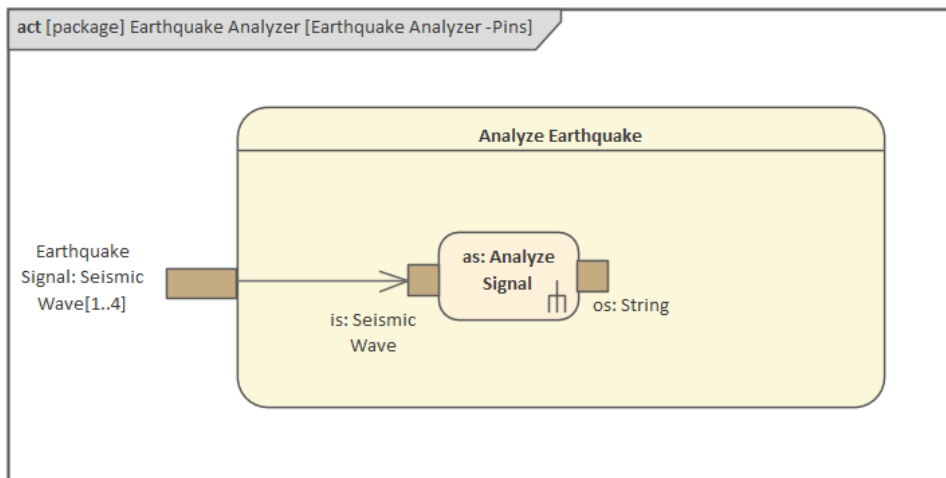 act [package] Earthquake Analyzer [Earthquake Analyzer -Pins]
Analyze Earthquake
Earthquake
Signal: Seismic
Wave[1..4]
as: Analyze
Signal
is: Seismic
Wave
os: String